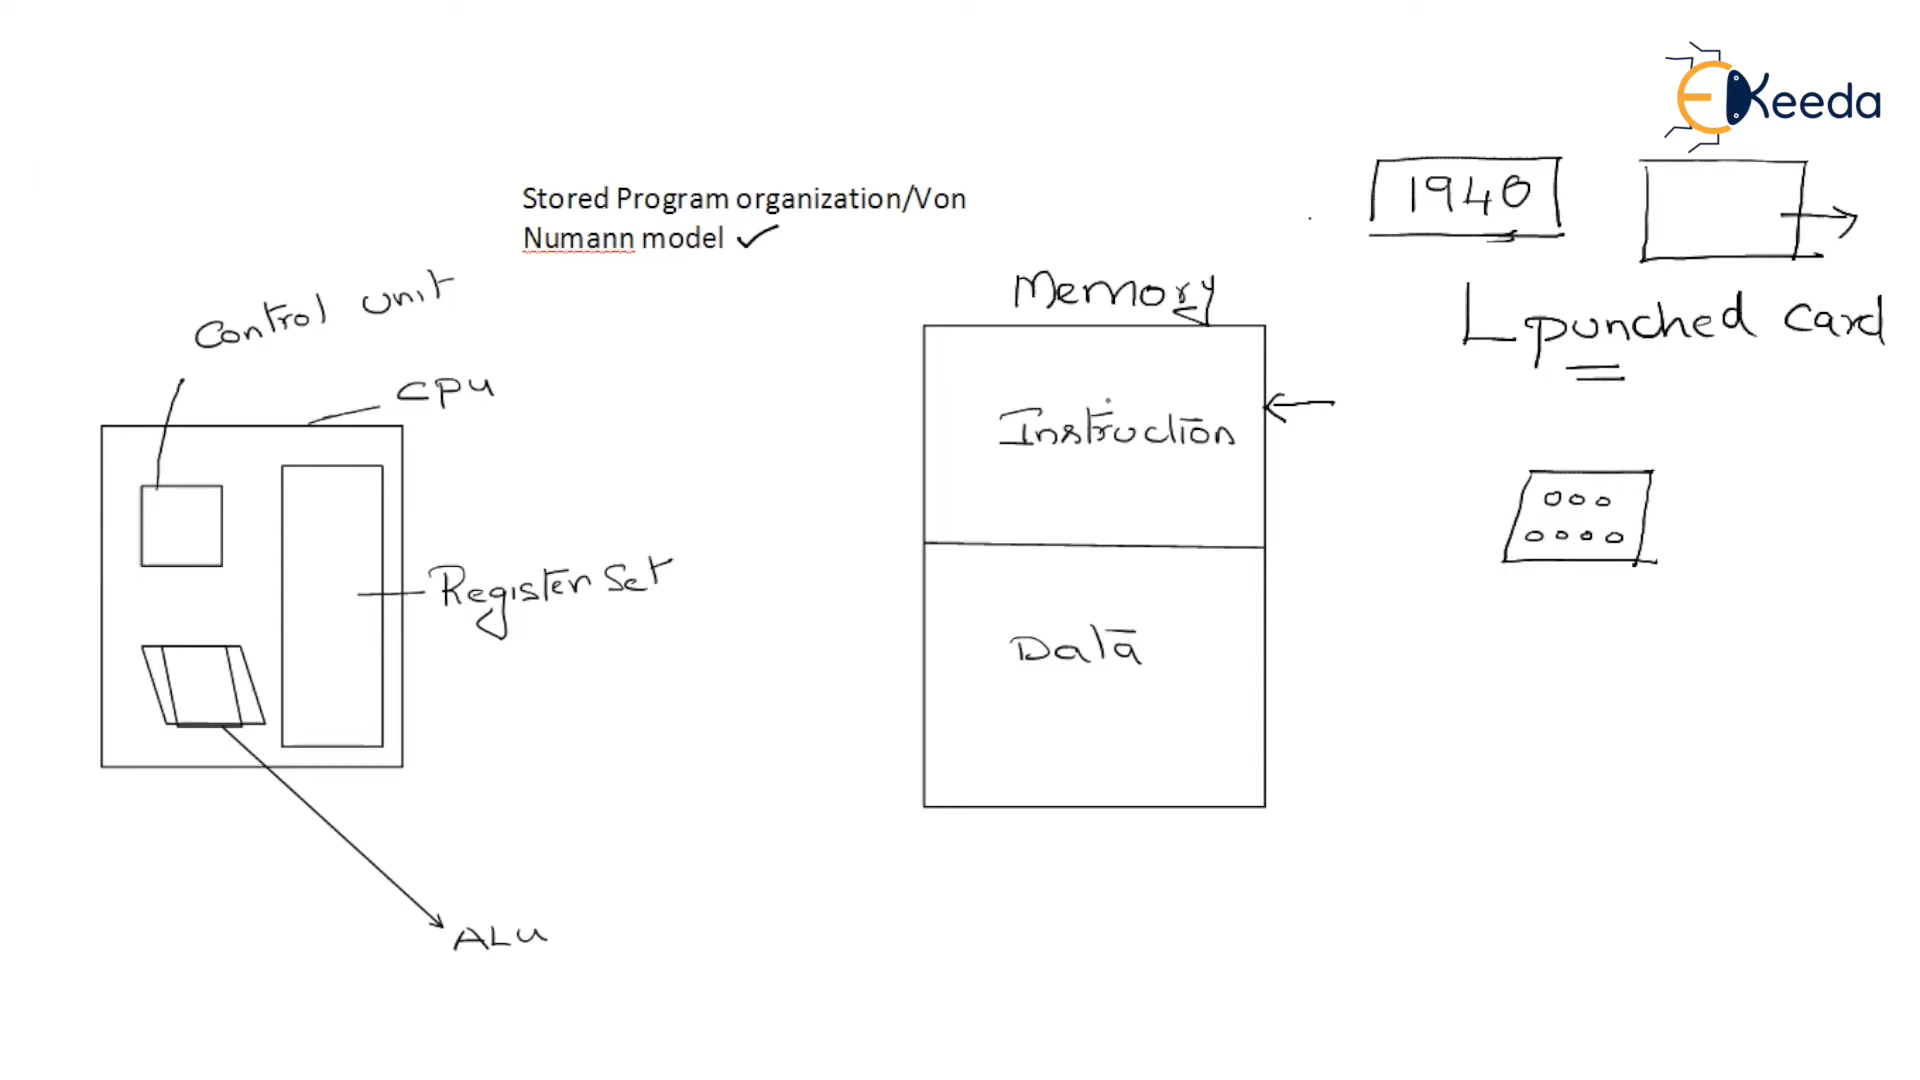 EKeeda
1940
Stored Program organization/Von
Numann model
Memory
punched card
Control unit
CPU
Instruction
Register Set
Data
ALU